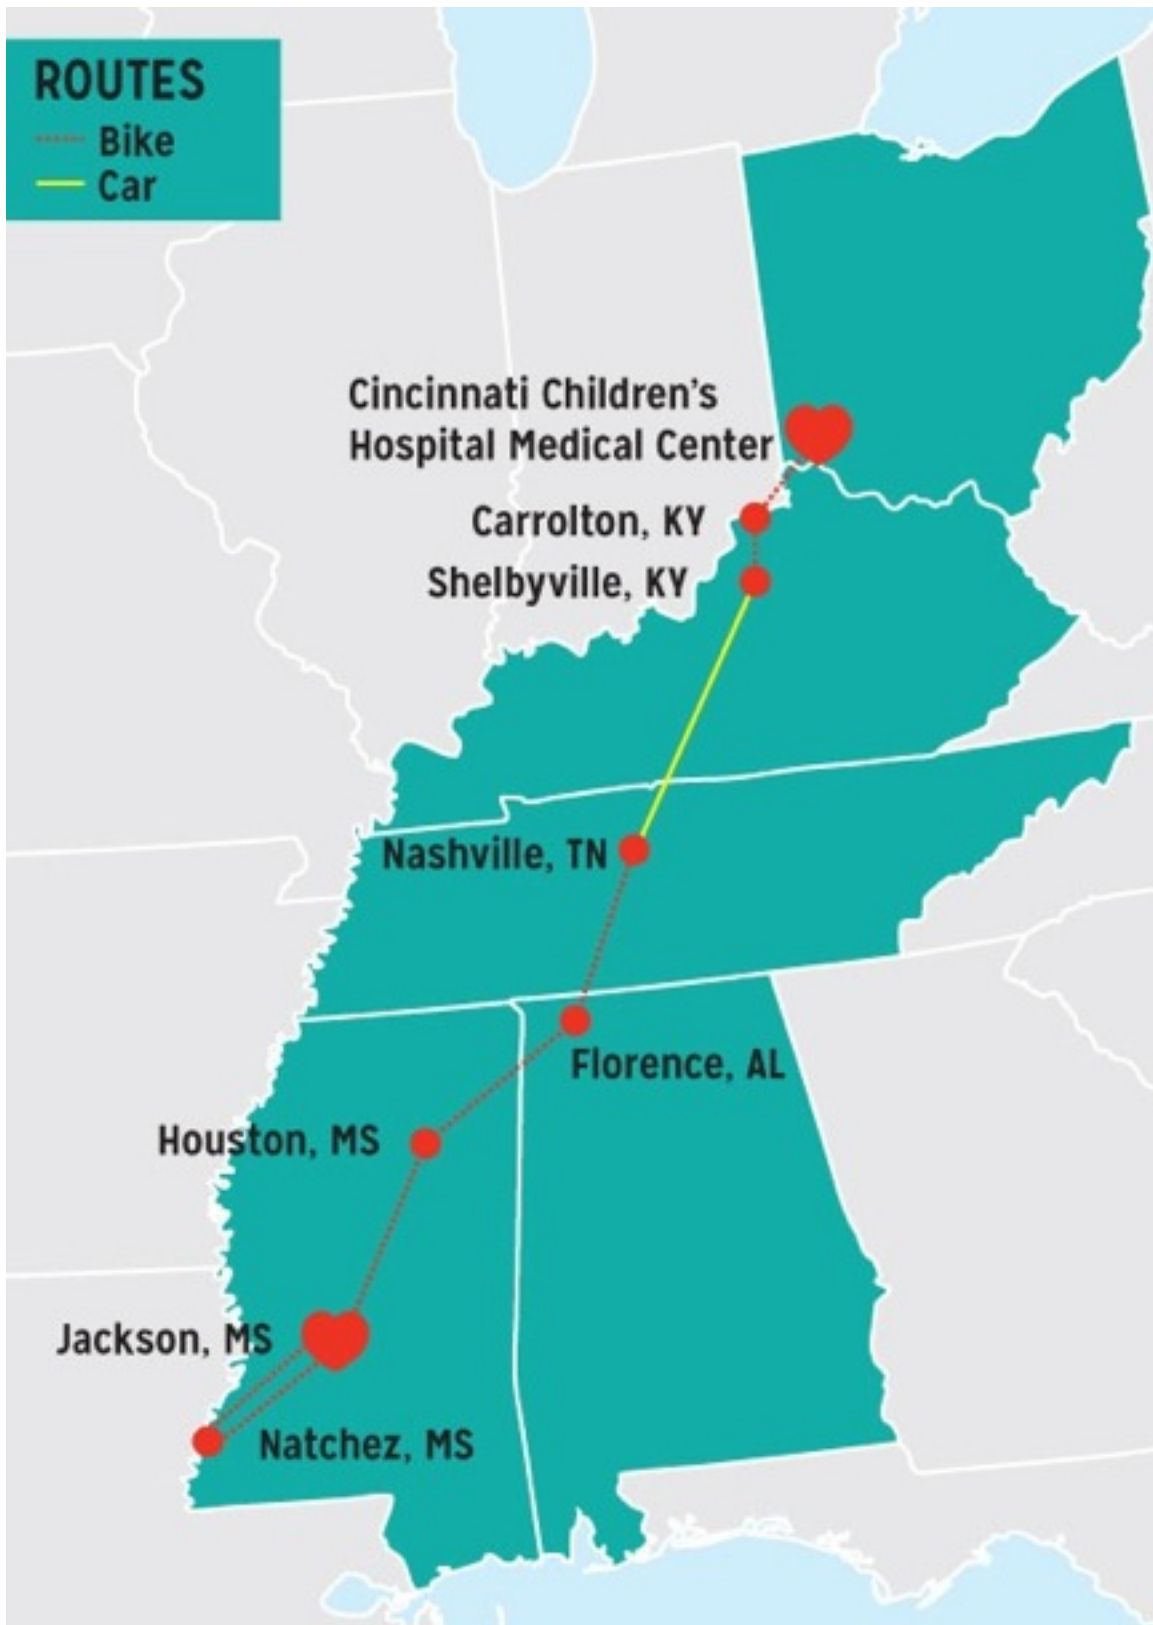 ROUTES
Bike
Car
Cincinnati Children's
Hospital Medical Center
Carrolton, KY
Shelbyville, KY
Nashville, TN
Florence, AL
Houston, MS
Jackson, MS
Natchez, MS